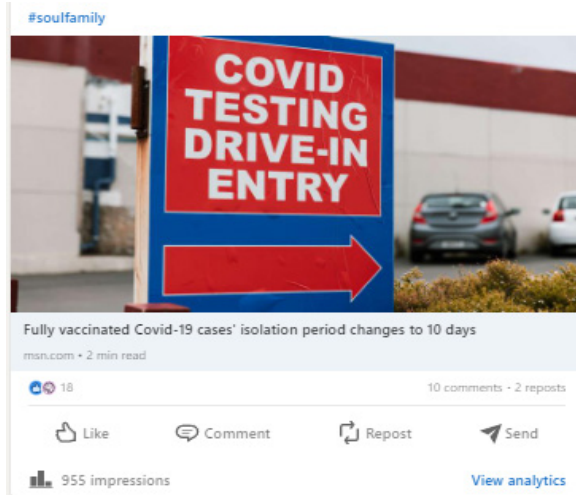 #soulfamily
COVID
TESTING
DRIVE-IN
ENTRY
Fully vaccinated Covid-19 cases' isolation period changes to 10 days
msn.com • 2 min read
18
10 comments • 2 reposts
Like
Comment
Repost
Send
955 impressions
View analytics